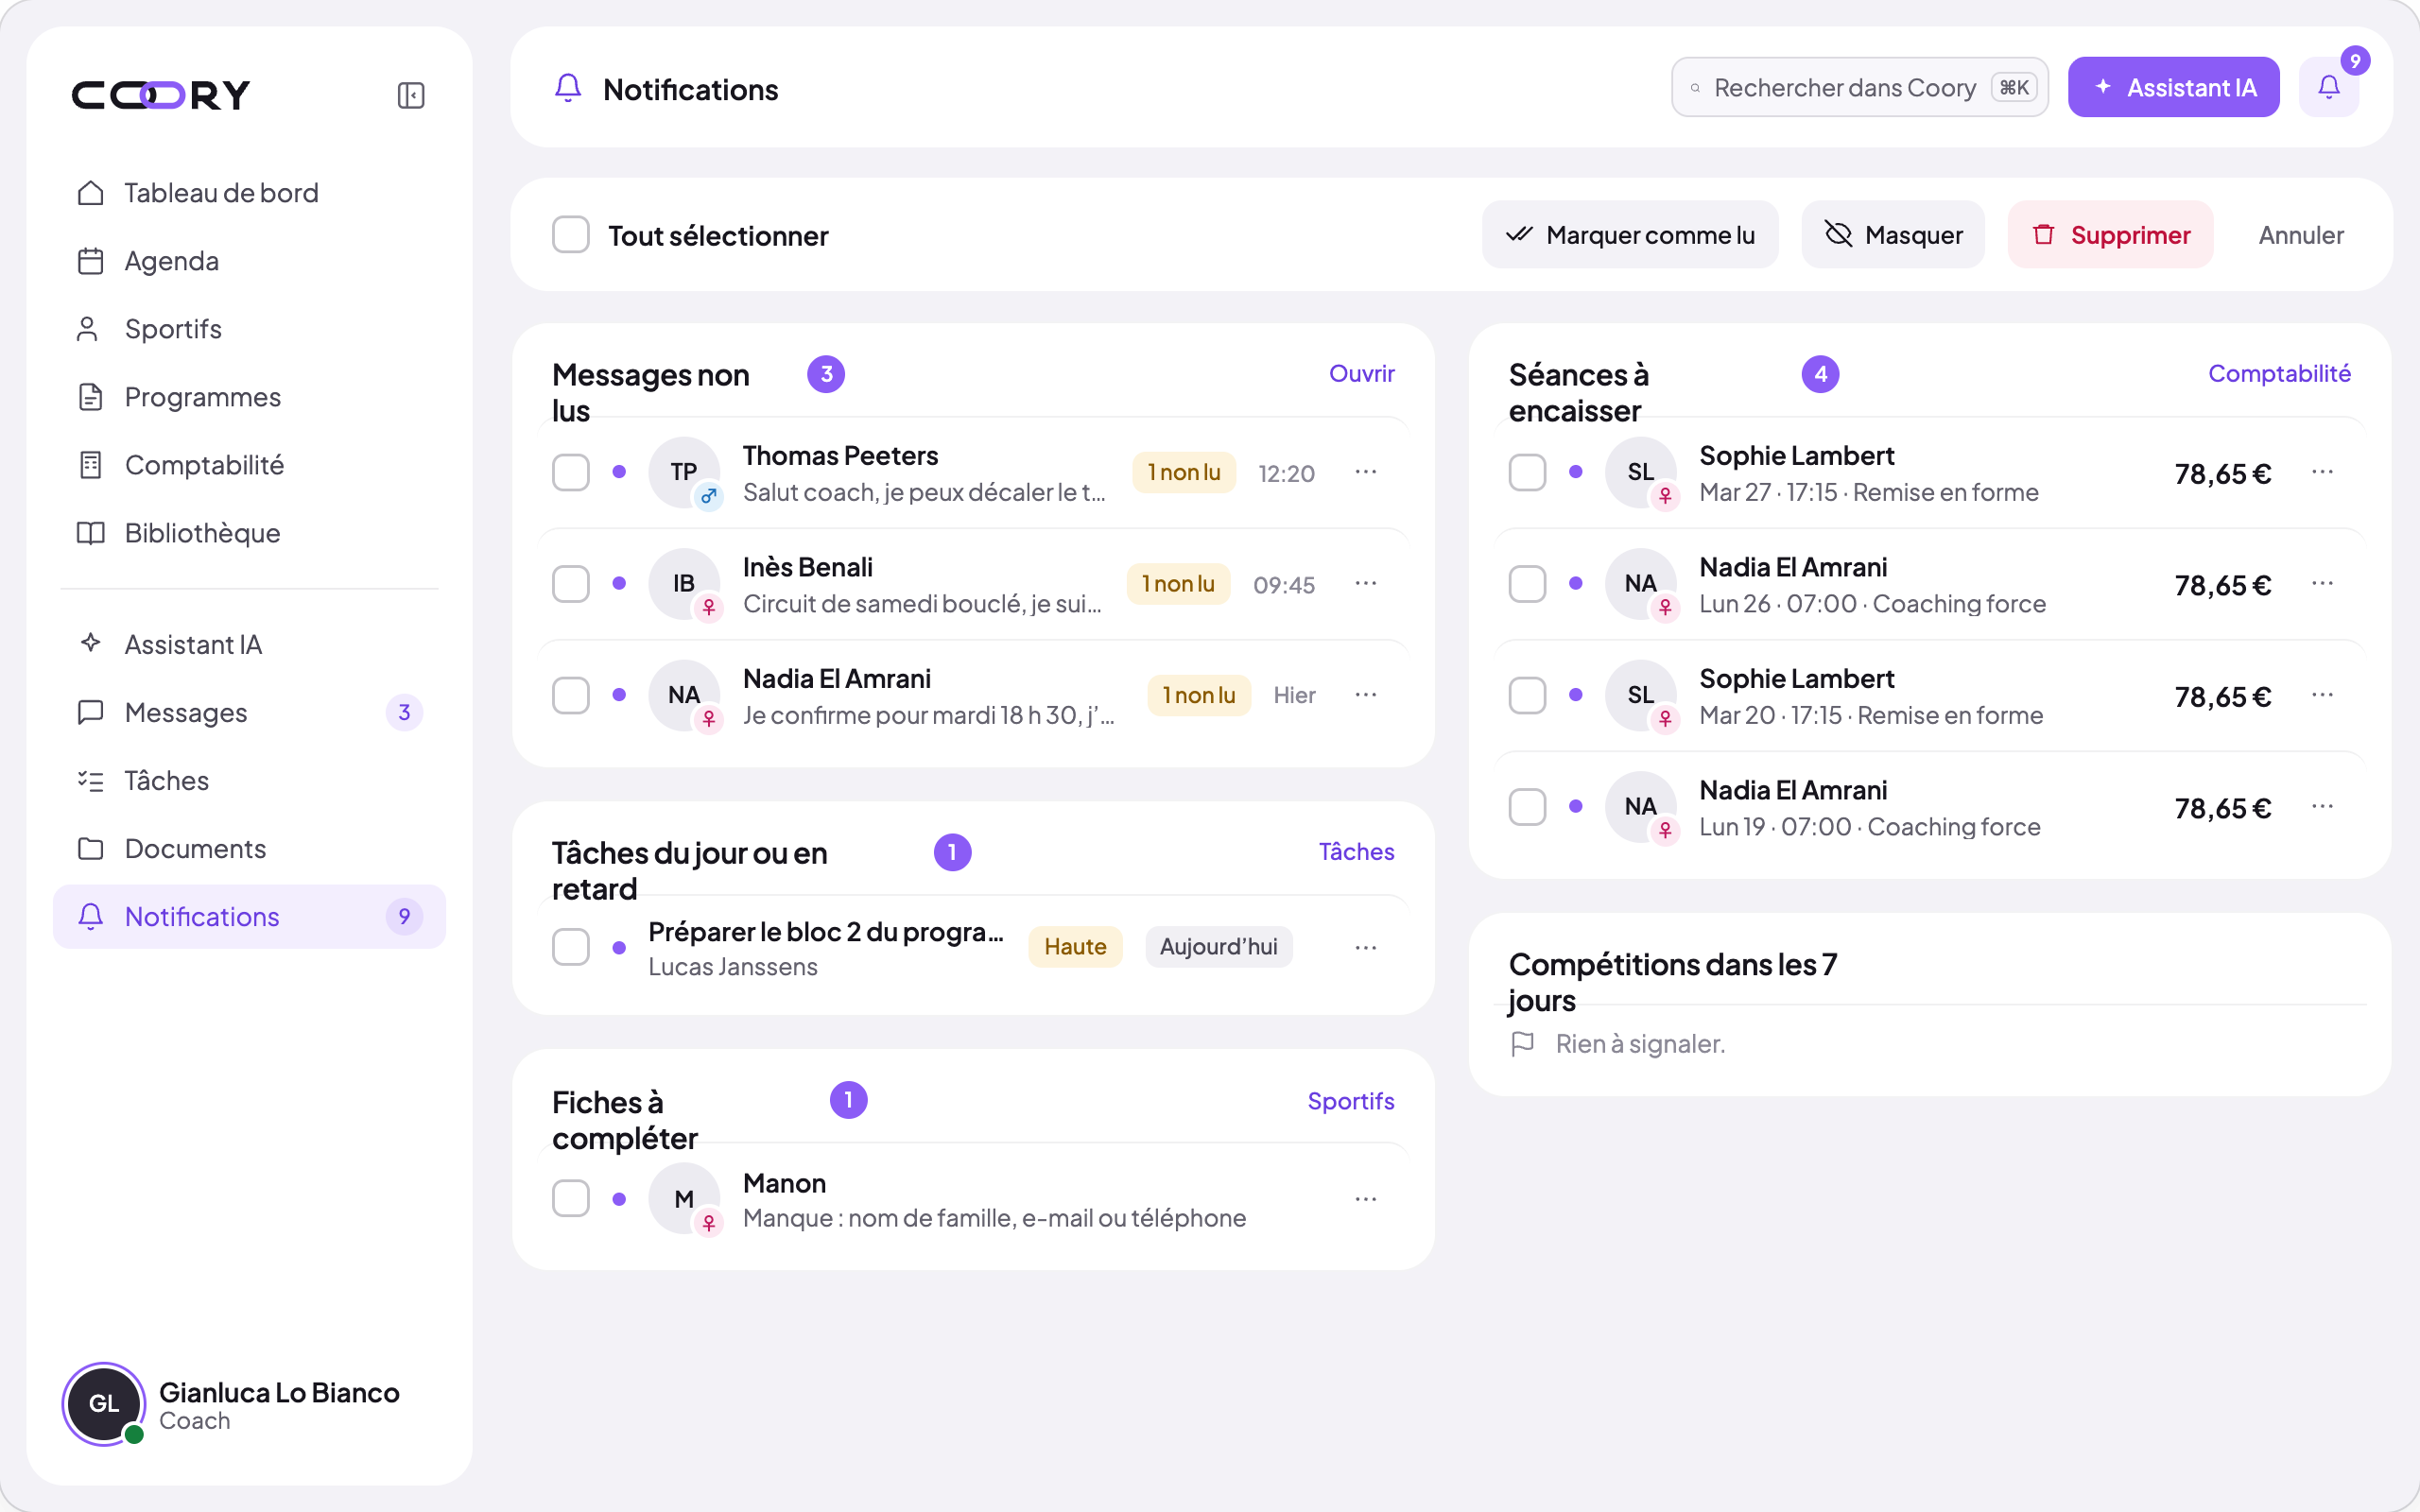 COORY
Tableau de bord
Agenda
Sportifs
Programmes
Comptabilité
Bibliothèque
Assistant IA
Messages 3
Tâches
Documents
Notifications 9
GL
Gianluca Lo Bianco
Coach
Notifications
Rechercher dans Coory ⌘K
Assistant IA
9
Tout sélectionner
Marquer comme lu
Masquer
Supprimer
Annuler
Messages non
lus
3
Ouvrir
TP
Thomas Peeters
Salut coach, je peux décaler le t…
1 non lu
12:20
IB
Inès Benali
Circuit de samedi bouclé, je sui…
1 non lu
09:45
NA
Nadia El Amrani
Je confirme pour mardi 18 h 30, j’…
1 non lu
Hier
Tâches du jour ou en
retard
1
Tâches
Préparer le bloc 2 du progra…
Lucas Janssens
Haute
Aujourd’hui
Fiches à
compléter
1
Sportifs
M
Manon
Manque : nom de famille, e-mail ou téléphone
Séances à
encaisser
4
Comptabilité
SL
Sophie Lambert
Mar 27 · 17:15 · Remise en forme
78,65 €
NA
Nadia El Amrani
Lun 26 · 07:00 · Coaching force
78,65 €
SL
Sophie Lambert
Mar 20 · 17:15 · Remise en forme
78,65 €
NA
Nadia El Amrani
Lun 19 · 07:00 · Coaching force
78,65 €
Compétitions dans les 7
jours
Rien à signaler.